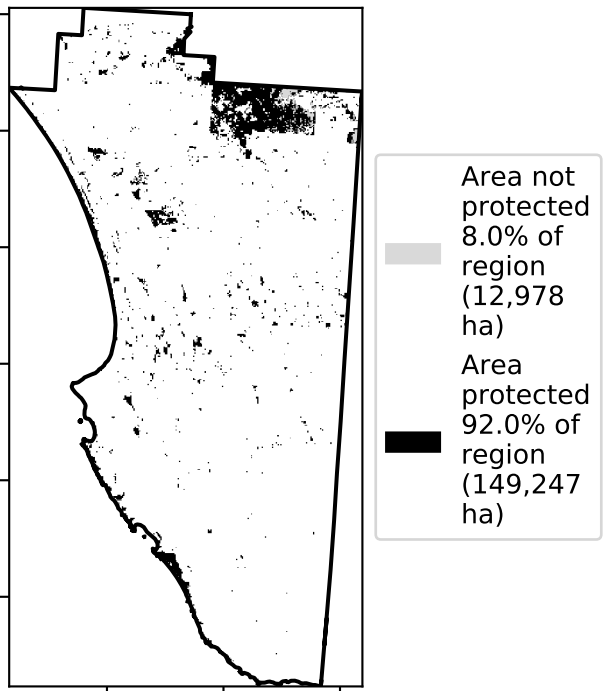 Area not
protected
8.0% of
region
(12,978
ha)
Area
protected
92.0% of
region
(149,247
ha)